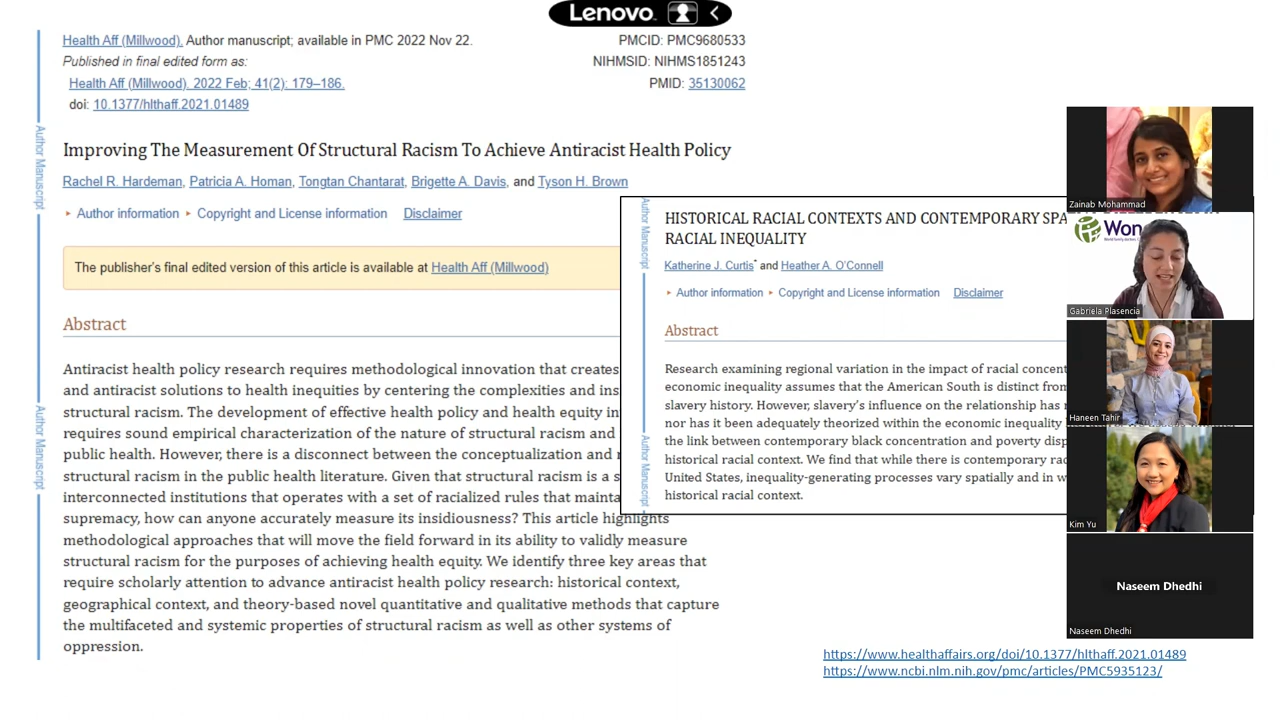 Lenovo
Health Aff (Millwood). Author manuscript; available in PMC 2022 Nov 22.
Published in final edited form as:
Health Aff (Millwood). 2022 Feb; 41(2): 179–186.
doi: 10.1377/hlthaff.2021.01489
PMCID: PMC9680533
NIHMSID: NIHMS1851243
PMID: 35130062
Author Manuscript
Author Manuscript
Improving The Measurement Of Structural Racism To Achieve Antiracist Health Policy
Rachel R. Hardeman, Patricia A. Homan, Tongtan Chantarat, Brigette A. Davis, and Tyson H. Brown
Author information Copyright and License information Disclaimer
The publisher's final edited version of this article is available at Health Aff (Millwood)
Abstract
Antiracist health policy research requires methodological innovation that creates
and antiracist solutions to health inequities by centering the complexities and ins
structural racism. The development of effective health policy and health equity in
requires sound empirical characterization of the nature of structural racism and
public health. However, there is a disconnect between the conceptualization and
structural racism in the public health literature. Given that structural racism is a s
interconnected institutions that operates with a set of racialized rules that mainta
supremacy, how can anyone accurately measure its insidiousness? This article highlights
methodological approaches that will move the field forward in its ability to validly measure
structural racism for the purposes of achieving health equity. We identify three key areas that
require scholarly attention to advance antiracist health policy research: historical context,
geographical context, and theory-based novel quantitative and qualitative methods that capture
the multifaceted and systemic properties of structural racism as well as other systems of
oppression.
Author Manuscript
Author Manuscript
HISTORICAL RACIAL CONTEXTS AND CONTEMPORARY SPA
RACIAL INEQUALITY
Katherine J. Curtis* and Heather A. O'Connell
Author information Copyright and License information Disclaimer
Abstract
Research examining regional variation in the impact of racial concent
economic inequality assumes that the American South is distinct from
slavery history. However, slavery's influence on the relationship has
nor has it been adequately theorized within the economic inequality
the link between contemporary black concentration and poverty disp
historical racial context. We find that while there is contemporary rac
United States, inequality-generating processes vary spatially and in w
historical racial context.
Zainab Mohammad
Won
World family doctors.
Gabriela Plasencia
Haneen Tahir
Kim Yu
Naseem Dhedhi
Naseem Dhedhi
https://www.healthaffairs.org/doi/10.1377/hlthaff.2021.01489
https://www.ncbi.nlm.nih.gov/pmc/articles/PMC5935123/